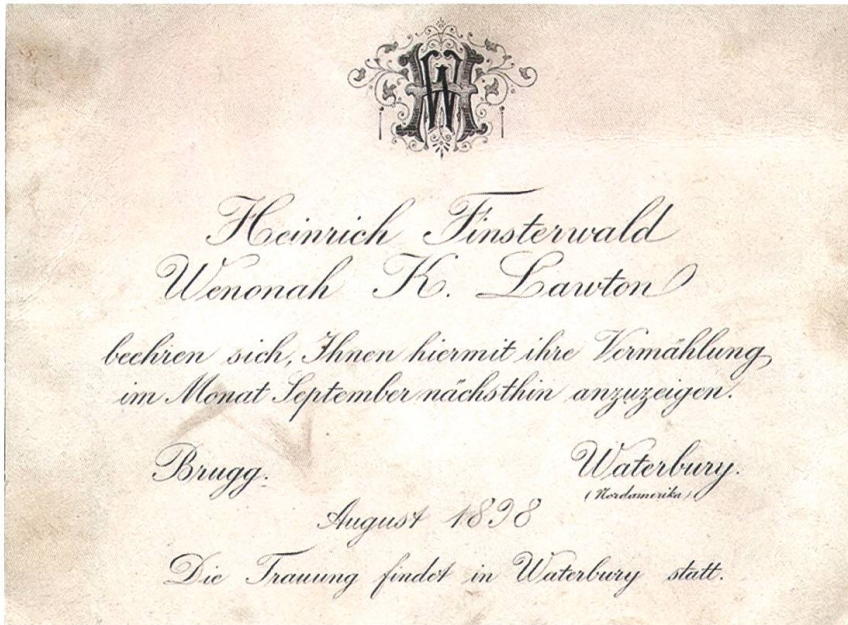 HW
Heinrich Finsterwald
Wenonah K. Lawton
beehren sich, Ihnen hiermit ihre Vermählung
im Monat September nächsthin anzuzeigen.
Brugg. Waterbury.
(Nordamerika)
August 1898
Die Trauung findet in Waterbury statt.